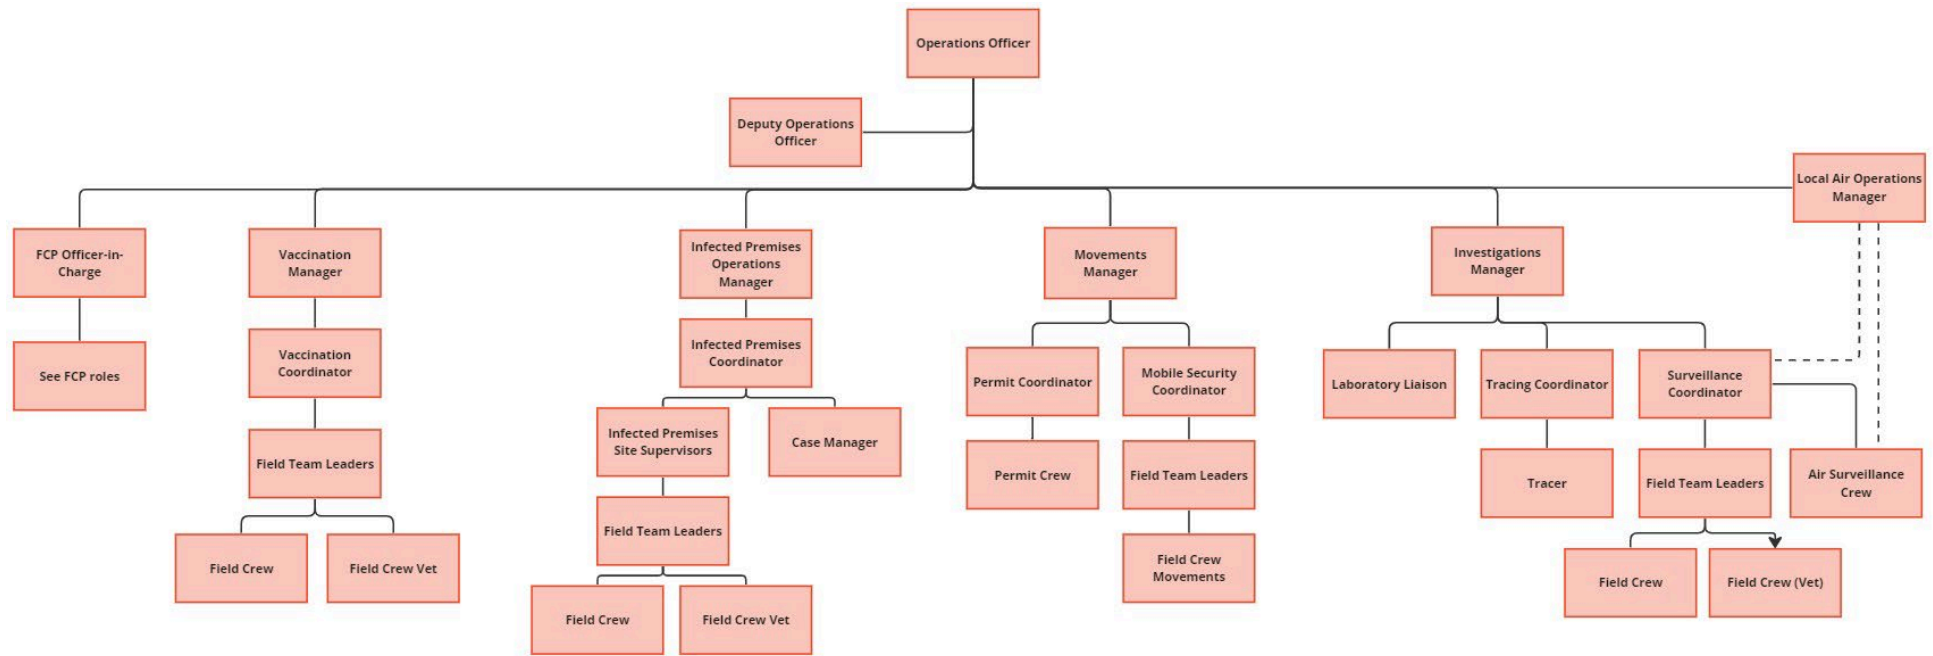 Operations Officer
Deputy Operations
Officer
Local Air Operations
Manager
FCP Officer-in-
Charge
Vaccination
Manager
Infected Premises
Operations
Manager
Movements
Manager
Investigations
Manager
See FCP roles
Vaccination
Coordinator
Infected Premises
Coordinator
Permit Coordinator
Mobile Security
Coordinator
Laboratory Liaison
Tracing Coordinator
Surveillance
Coordinator
Field Team Leaders
Infected Premises
Site Supervisors
Case Manager
Permit Crew
Field Team Leaders
Tracer
Field Team Leaders
Air Surveillance
Crew
Field Crew
Field Crew Vet
Field Team Leaders
Field Crew
Movements
Field Crew
Field Crew (Vet)
Field Crew
Field Crew Vet